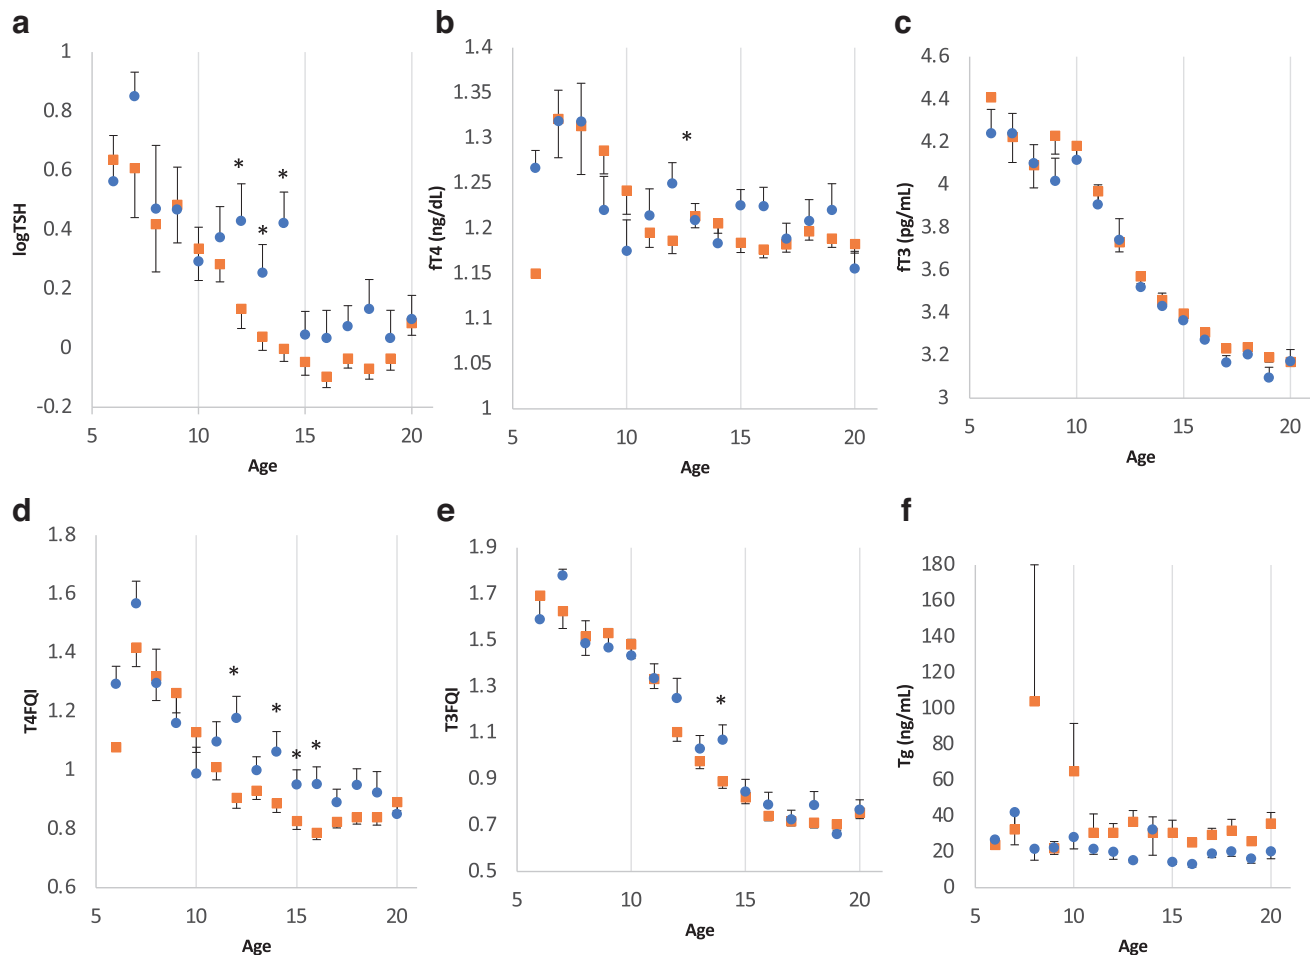 a
1
0.8
0.6
0.4
0.2
0
-0.2
logTSH
5 10 15 20
Age
* * *
b
1.4
1.35
1.3
1.25
1.2
1.15
1.1
1.05
1
fT4 (ng/dL)
5 10 15 20
Age
*
c
4.6
4.4
4.2
4
3.8
3.6
3.4
3.2
3
fT3 (pg/mL)
5 10 15 20
Age
d
1.8
1.6
1.4
1.2
1
0.8
0.6
T4FQI
5 10 15 20
Age
* * * *
e
1.9
1.7
1.5
1.3
1.1
0.9
0.7
0.5
T3FQI
5 10 15 20
Age
*
f
180
160
140
120
100
80
60
40
20
0
Tg (ng/mL)
5 10 15 20
Age